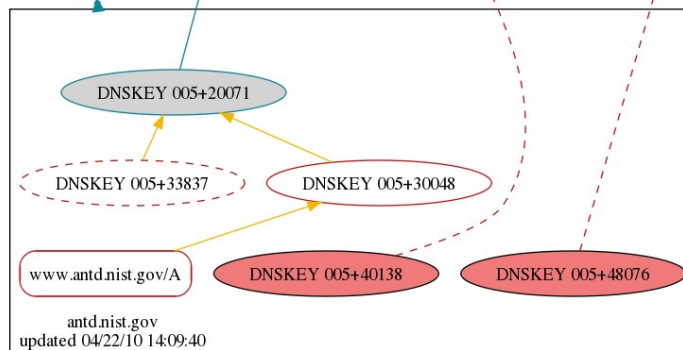 DNSKEY 005+20071
DNSKEY 005+33837
DNSKEY 005+30048
www.antd.nist.gov/A
DNSKEY 005+40138
DNSKEY 005+48076
antd.nist.gov
updated 04/22/10 14:09:40